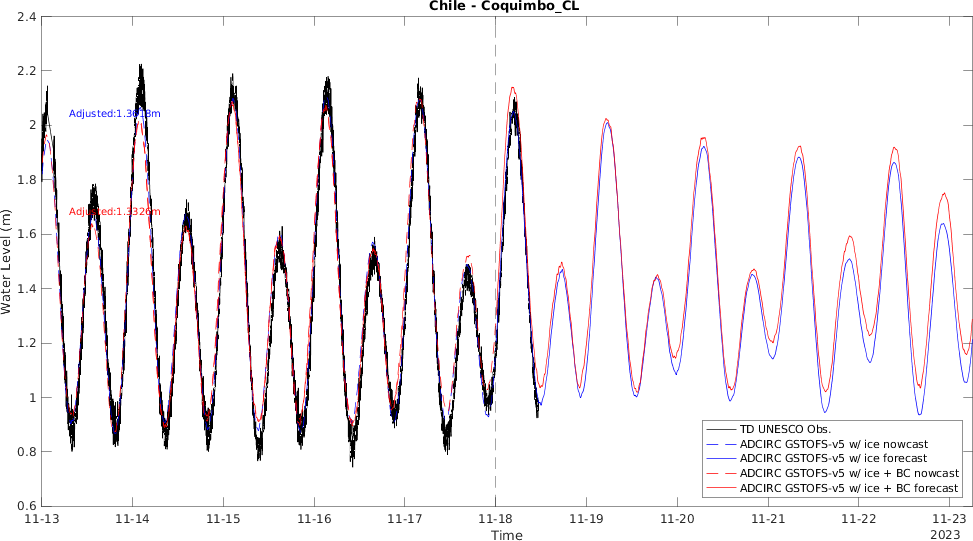 Chile - Coquimbo_CL
2.4
2.2
2
1.8
1.6
1.4
1.2
1
0.8
0.6
Water Level (m)
Adjusted:1.3326m
TD UNESCO Obs.
ADCIRC GSTOFS-v5 w/ ice nowcast
ADCIRC GSTOFS-v5 w/ ice forecast
ADCIRC GSTOFS-v5 w/ ice + BC nowcast
ADCIRC GSTOFS-v5 w/ ice + BC forecast
11-13 11-14 11-15 11-16 11-17 11-18 11-19 11-20 11-21 11-22 11-23
2023
Time